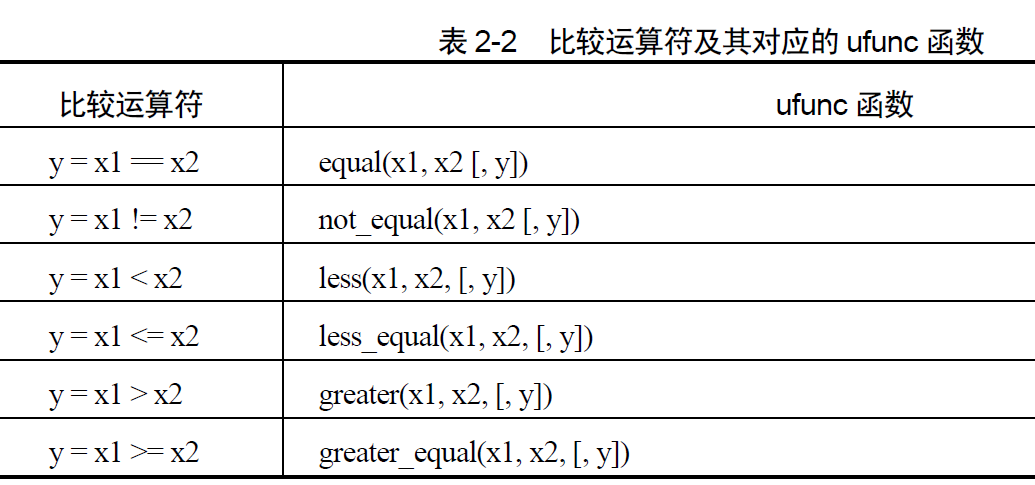 表 2-2 比较运算符及其对应的 ufunc 函数
比较运算符 ufunc 函数
y = x1 == x2 equal(x1, x2 [, y])
y = x1 != x2 not_equal(x1, x2 [, y])
y = x1 < x2 less(x1, x2, [, y])
y = x1 <= x2 less_equal(x1, x2, [, y])
y = x1 > x2 greater(x1, x2, [, y])
y = x1 >= x2 greater_equal(x1, x2, [, y])